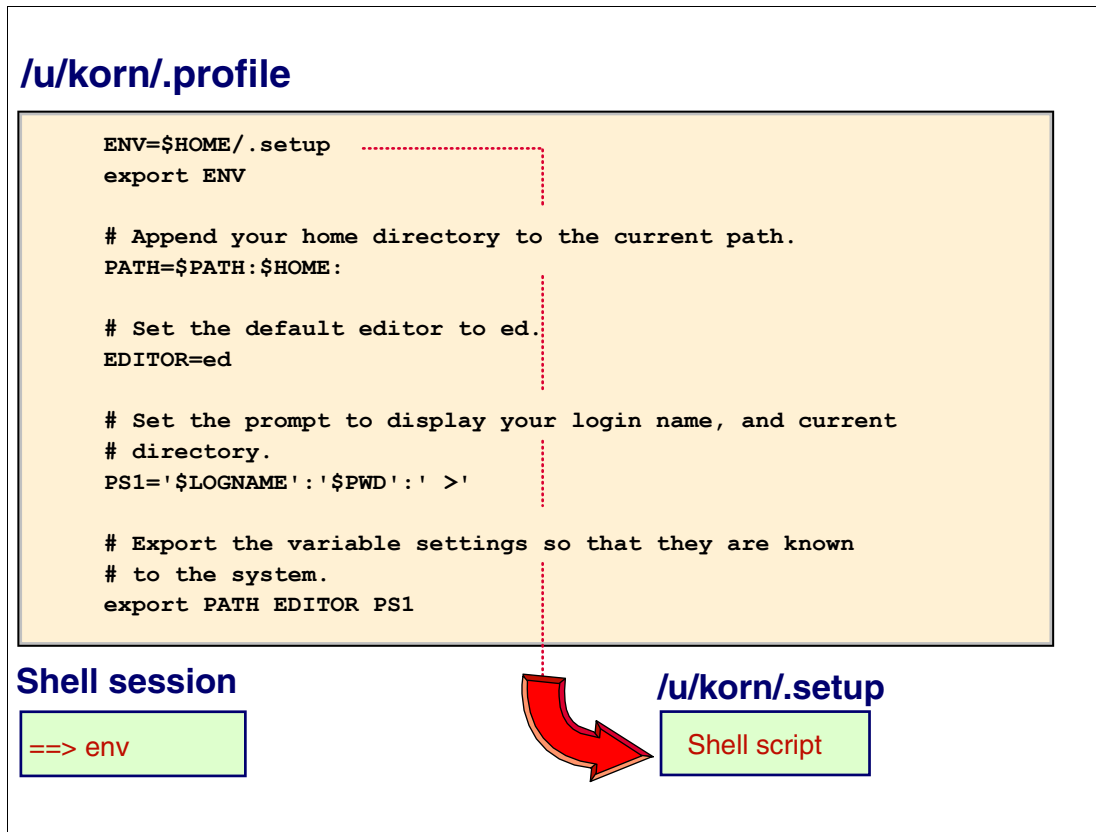 /u/korn/.profile
ENV=$HOME/.setup
export ENV
# Append your home directory to the current path.
PATH=$PATH:$HOME:
# Set the default editor to ed.
EDITOR=ed
# Set the prompt to display your login name, and current
# directory.
PS1='$LOGNAME':'$PWD':' >'
# Export the variable settings so that they are known
# to the system.
export PATH EDITOR PS1
Shell session
==> env
/u/korn/.setup
Shell script